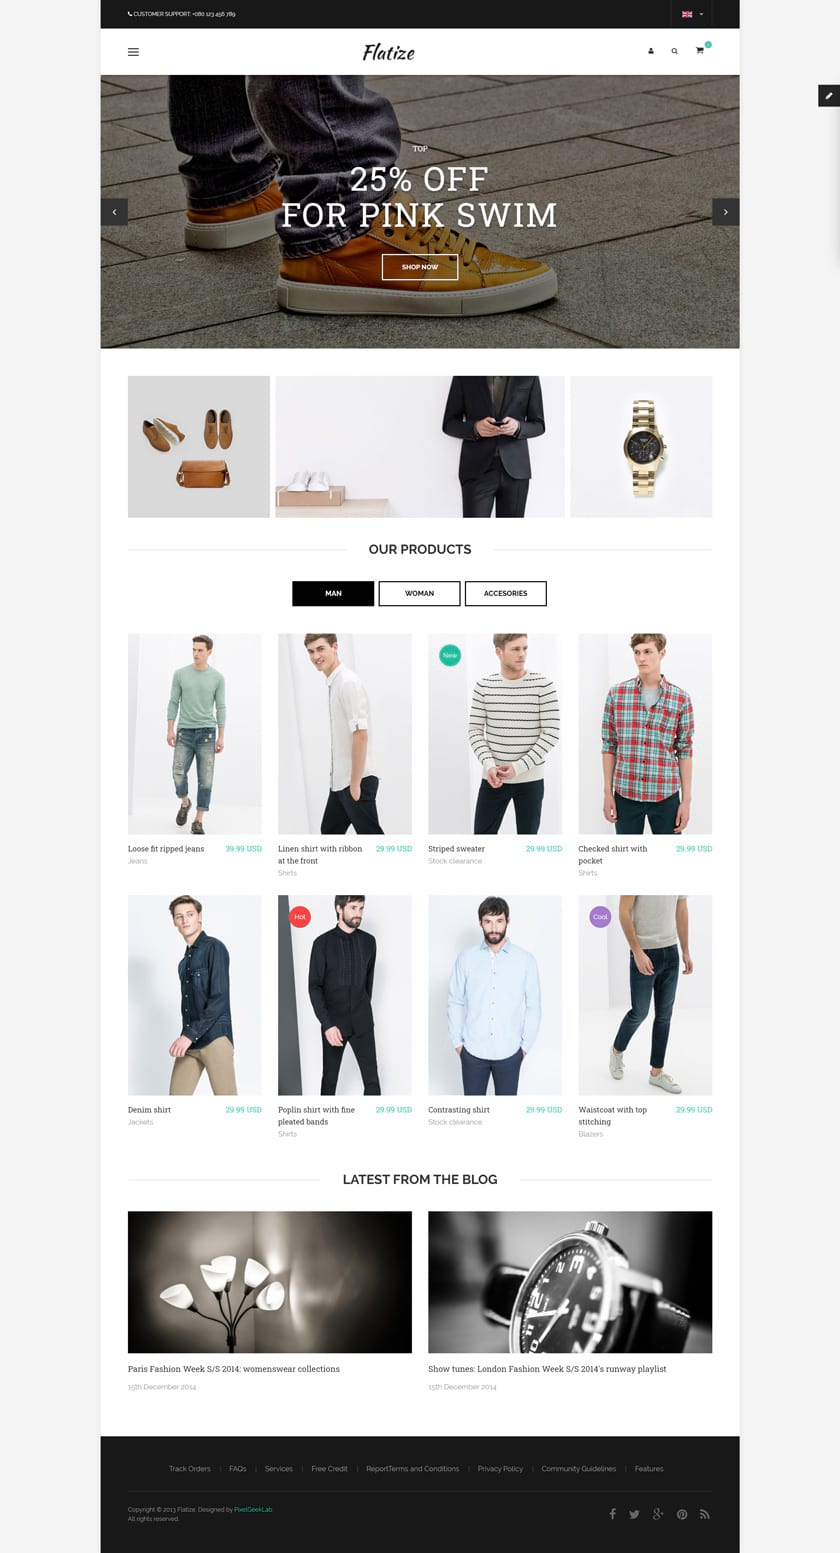 CUSTOMER SUPPORT: +080 123 456 789
Flatize
TOP
25% OFF
FOR PINK SWIM
SHOP NOW
OUR PRODUCTS
MAN
WOMAN
ACCESORIES
New
Loose fit ripped jeans
39.99 USD
Jeans
Linen shirt with ribbon
at the front
29.99 USD
Shirts
Striped sweater
29.99 USD
Stock clearance
Checked shirt with
pocket
29.99 USD
Shirts
Hot
Cool
Denim shirt
29.99 USD
Jackets
Poplin shirt with fine
pleated bands
29.99 USD
Shirts
Contrasting shirt
29.99 USD
Stock clearance
Waistcoat with top
stitching
29.99 USD
Blazers
LATEST FROM THE BLOG
Paris Fashion Week S/S 2014: womenswear collections
15th December 2014
Show tunes: London Fashion Week S/S 2014's runway playlist
15th December 2014
Track Orders | FAQs | Services | Free Credit | ReportTerms and Conditions | Privacy Policy | Community Guidelines | Features
Copyright © 2013 Flatize. Designed by PixelGeekLab
All rights reserved.